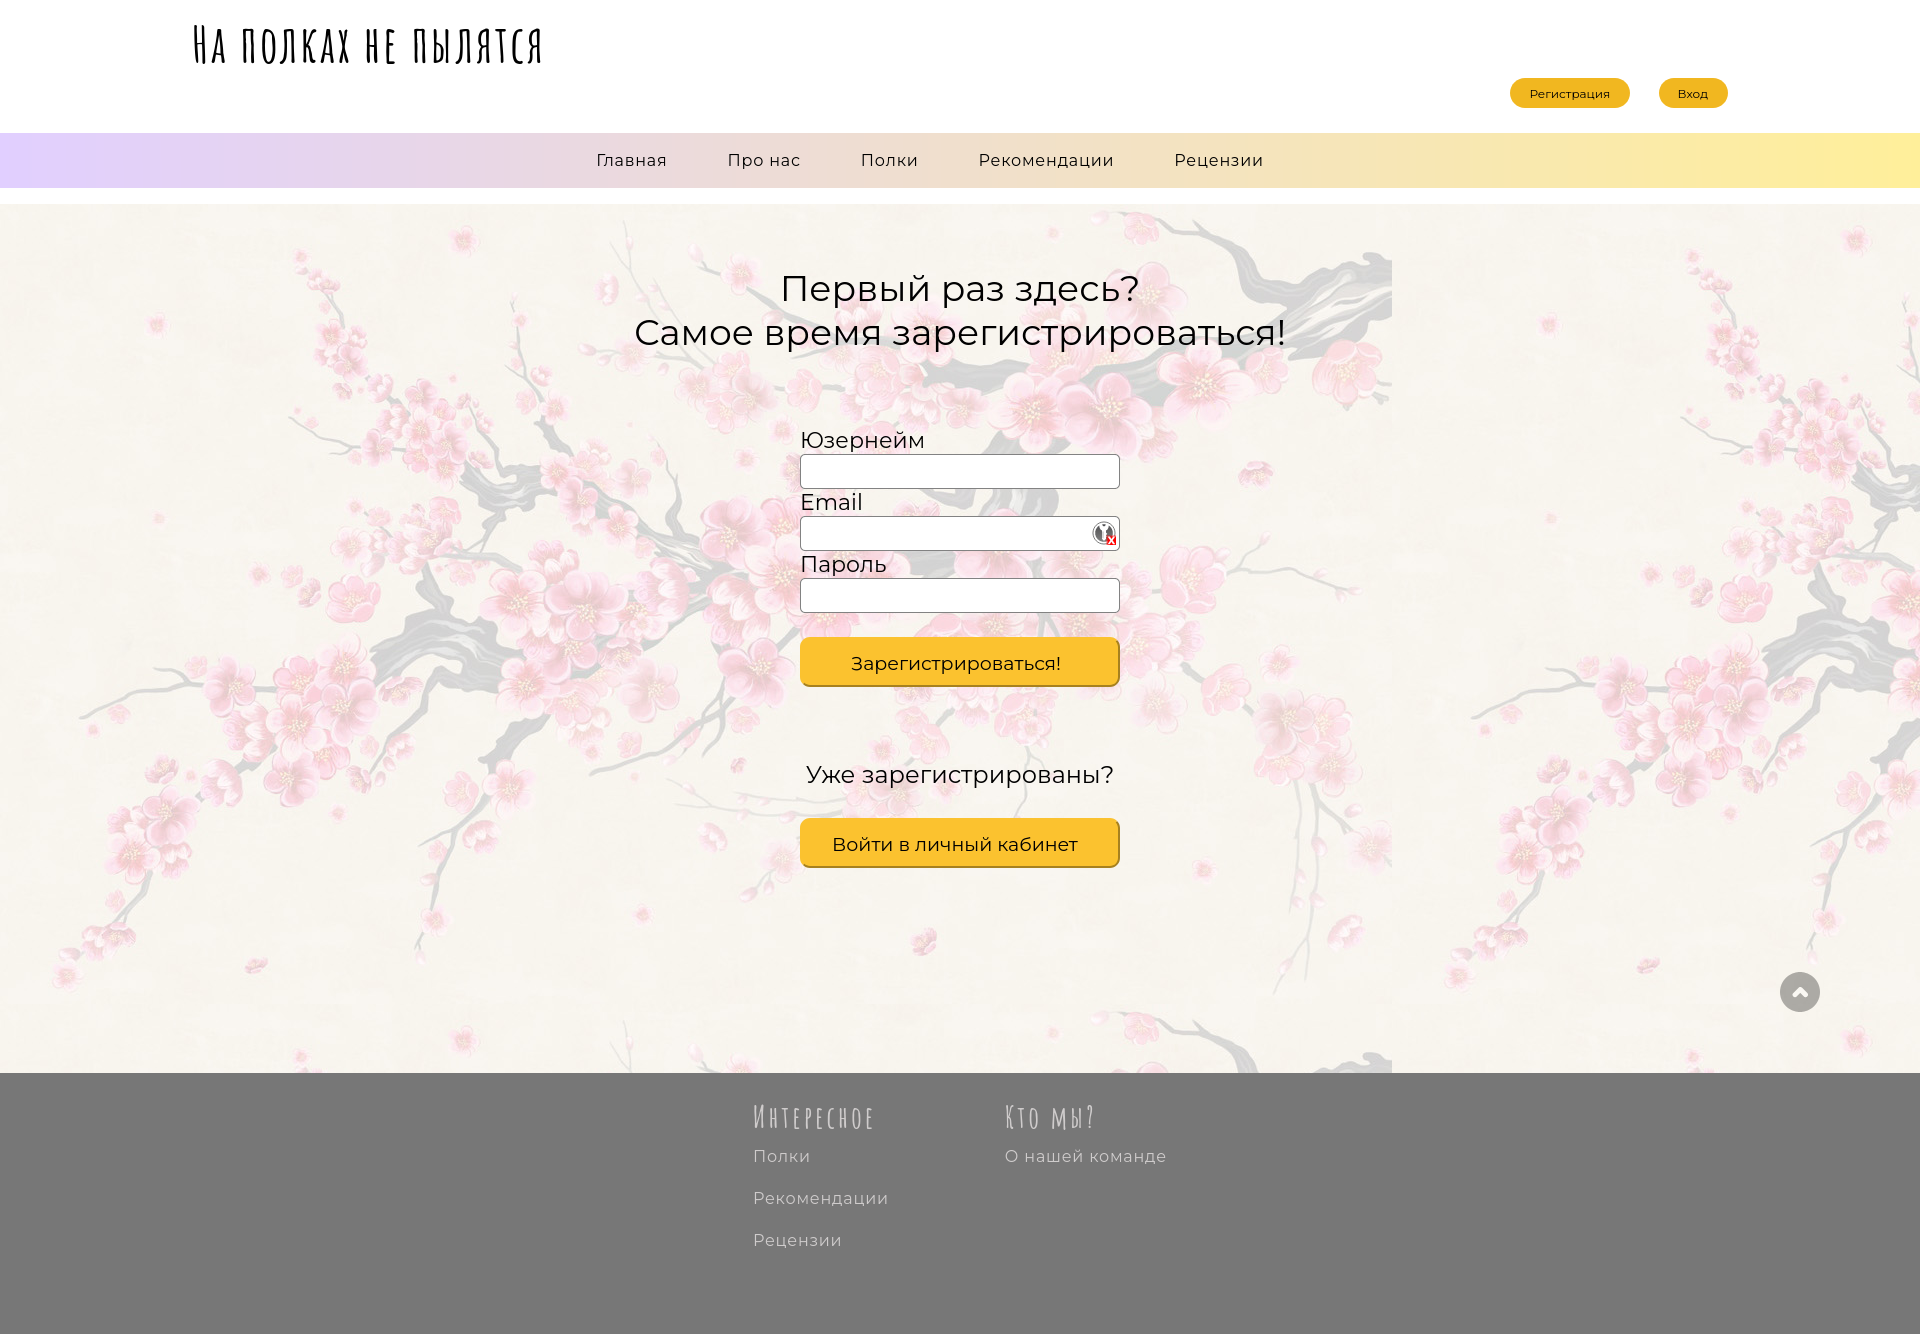 На полках не пылятся
Регистрация
Вход
Главная
Про нас
Полки
Рекомендации
Рецензии
Первый раз здесь?
Самое время зарегистрироваться!
Юзернейм
Email
Пароль
Зарегистрироваться!
Уже зарегистрированы?
Войти в личный кабинет
Интересное
Полки
Рекомендации
Рецензии
Кто мы?
О нашей команде